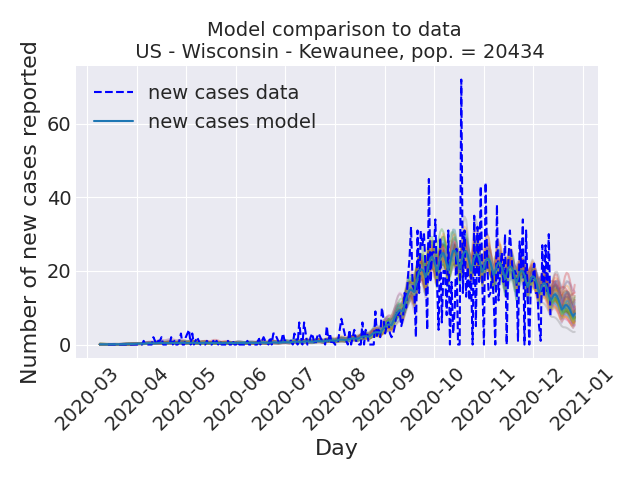 Model comparison to data
US - Wisconsin - Kewaunee, pop. = 20434
Number of new cases reported
new cases data
new cases model
60
40
20
0
2020-03
2020-04
2020-05
2020-06
2020-07
2020-08
2020-09
2020-10
2020-11
2020-12
2021-01
Day